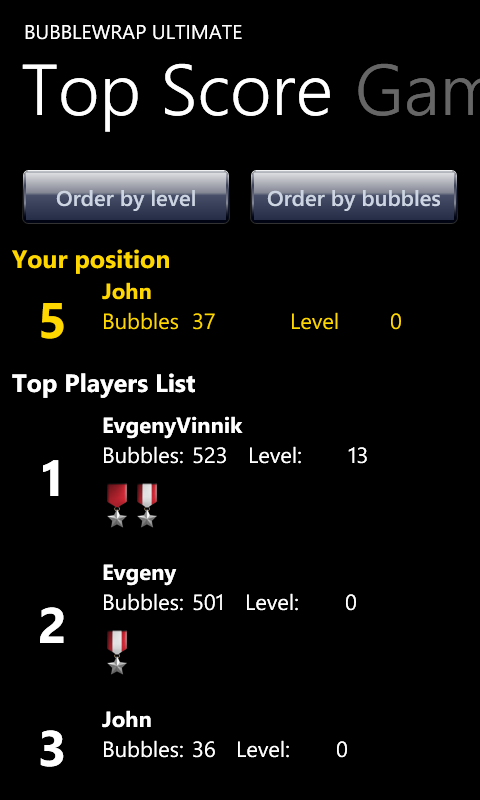 BUBBLEWRAP ULTIMATE
Top Score Gam
Order by level Order by bubbles
Your position
John
5 Bubbles 37 Level 0
Top Players List
EvgenyVinnik
1 Bubbles: 523 Level: 13
Evgeny
2 Bubbles: 501 Level: 0
John
3 Bubbles: 36 Level: 0